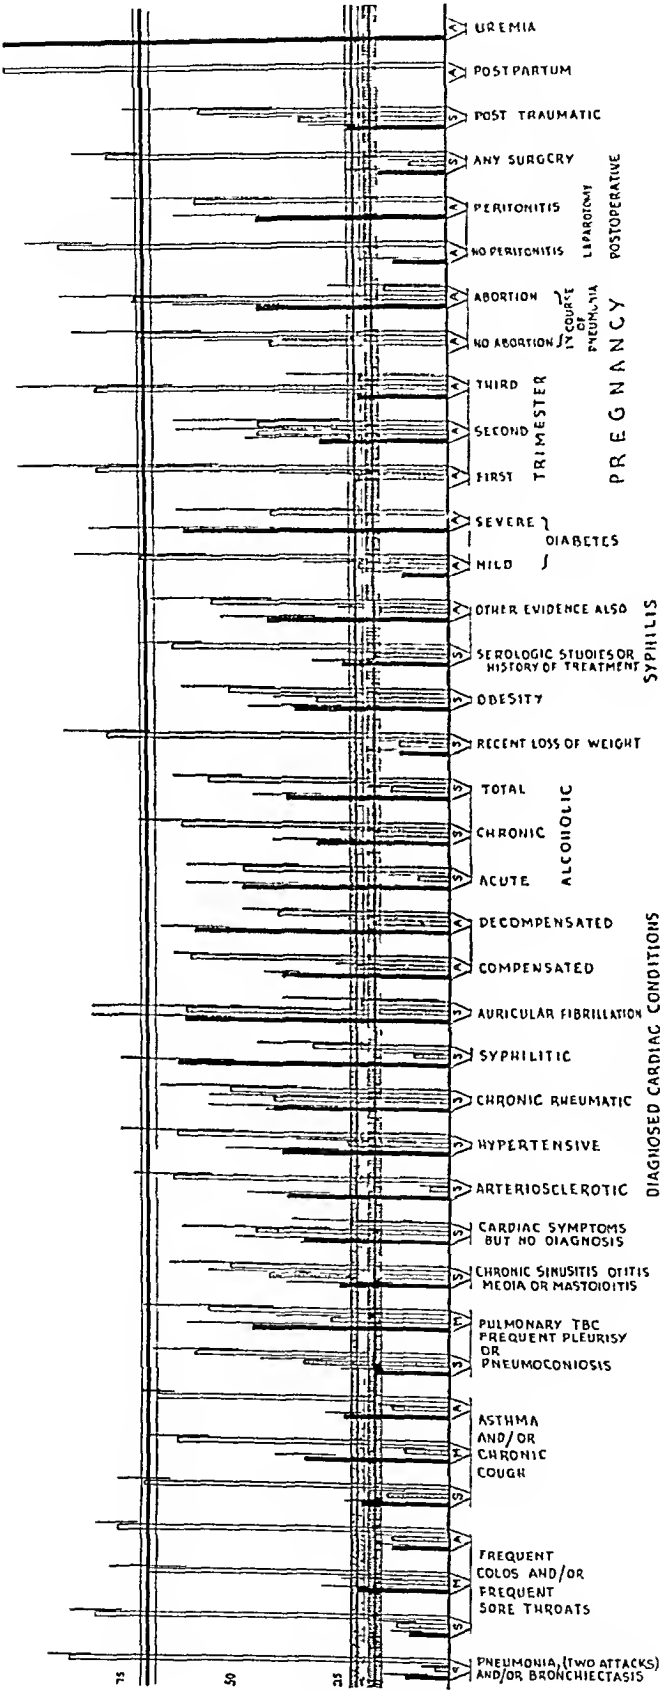 A UREMIA
A POSTPARTUM
S POST TRAUMATIC
S ANY SURGERY
A PERITONITIS
A NO PERITONITIS
LAPAROTOMY
POSTOPERATIVE
A ABORTION
A NO ABORTION
IN COURSE
OF
PNEUMONIA
A THIRD
A SECOND
A FIRST
TRIMESTER
PREGNANCY
A SEVERE
A MILD
DIABETES
A OTHER EVIDENCE ALSO
S SEROLOGIC STUDIES OR
HISTORY OF TREATMENT
SYPHILIS
S OBESITY
S RECENT LOSS OF WEIGHT
S TOTAL
S CHRONIC
S ACUTE
ALCOHOLIC
A DECOMPENSATED
A COMPENSATED
S AURICULAR FIBRILLATION
S SYPHILITIC
S CHRONIC RHEUMATIC
S HYPERTENSIVE
S ARTERIOSCLEROTIC
DIAGNOSED CARDIAC CONDITIONS
S CARDIAC SYMPTOMS
BUT NO DIAGNOSIS
S CHRONIC SINUSITIS OTITIS
MEDIA OR MASTOIDITIS
M
S
PULMONARY TBC
FREQUENT PLEURISY
OR
PNEUMOCONIOSIS
A
M
S
ASTHMA
AND/OR
CHRONIC
COUGH
A
M
S
FREQUENT
COLDS AND/OR
FREQUENT
SORE THROATS
A PNEUMONIA, (TWO ATTACKS)
AND/OR BRONCHIECTASIS
75
50
25